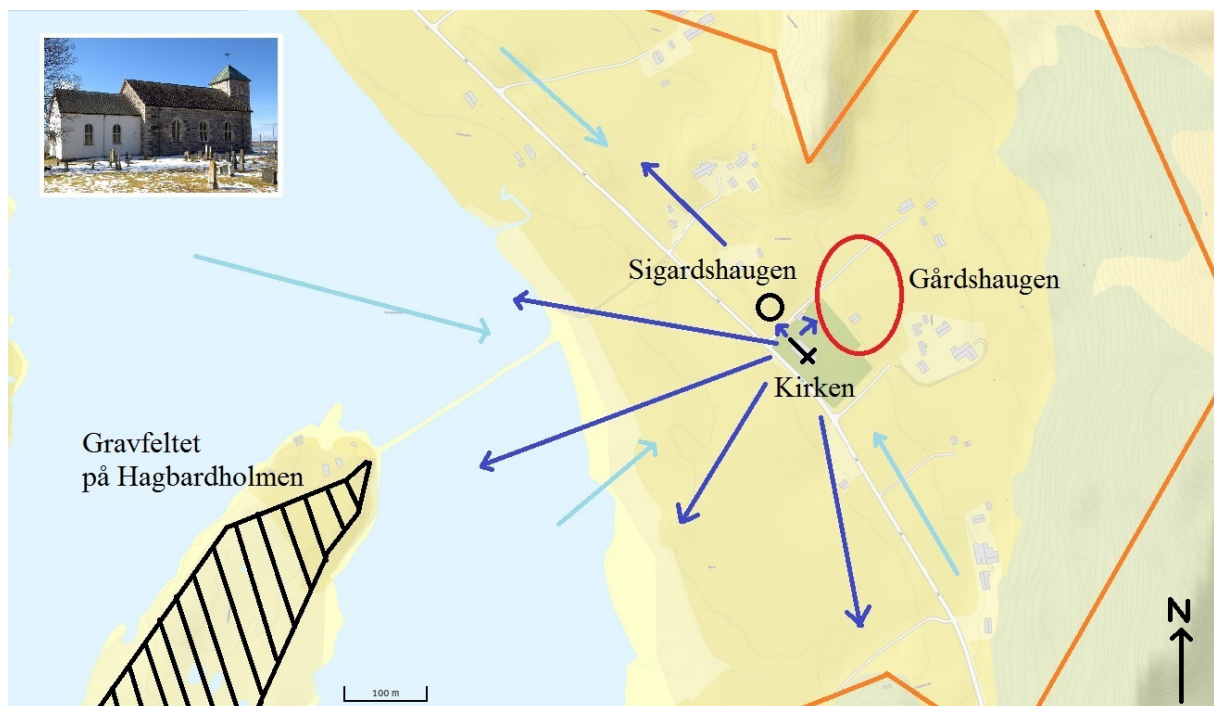 Sigardshaugen
Gårdshaugen
Kirken
Gravfeltet
på Hagbardholmen
100 m
N